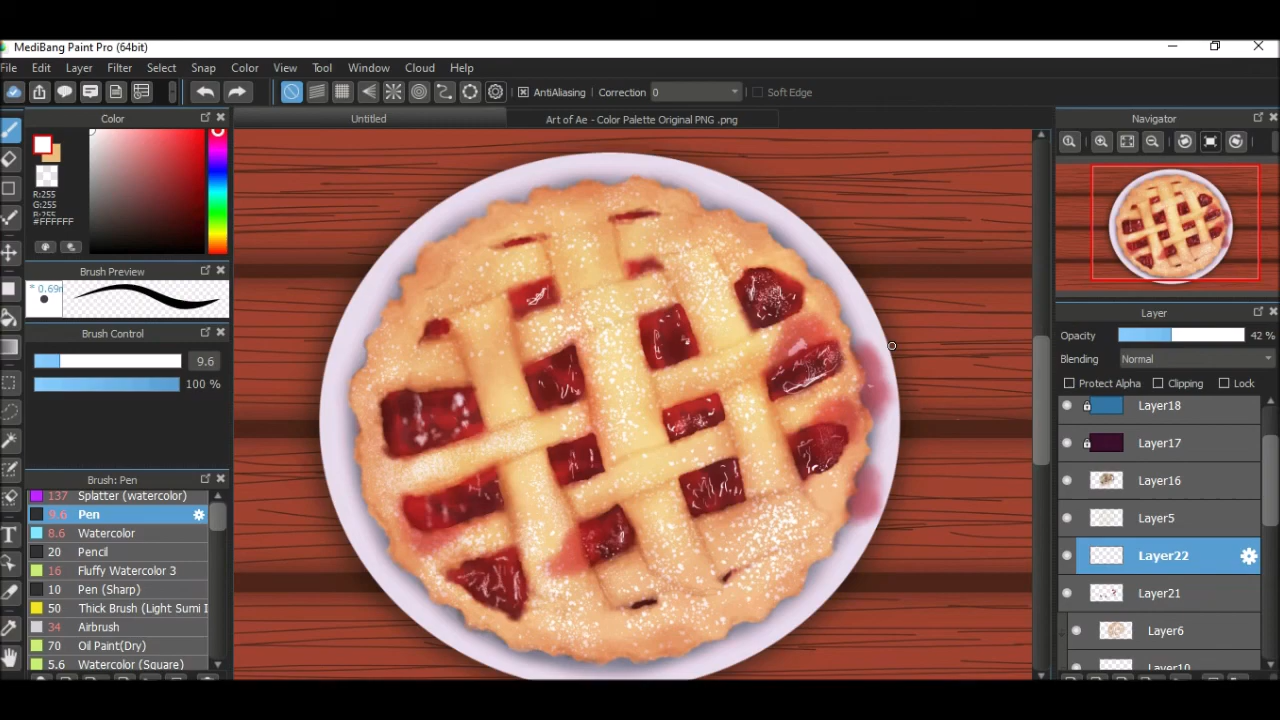 MediBang Paint Pro (64bit)
File Edit Layer Filter Select Snap Color View Tool Window Cloud Help
AntiAliasing Correction 0 Soft Edge
Color
Untitled
Art of Ae - Color Palette Original PNG .png
Navigator
R:255
G:255
B:255
#FFFFFF
Brush Preview
* 0.69m
Brush Control
9.6
100 %
Brush: Pen
137 Splatter (watercolor)
9.6 Pen
8.6 Watercolor
20 Pencil
16 Fluffy Watercolor 3
10 Pen (Sharp)
50 Thick Brush (Light Sumi I
34 Airbrush
70 Oil Paint(Dry)
5.6 Watercolor (Square)
Layer
Opacity 42 %
Blending Normal
Protect Alpha Clipping Lock
Layer18
Layer17
Layer16
Layer5
Layer22
Layer21
Layer6
Layer10